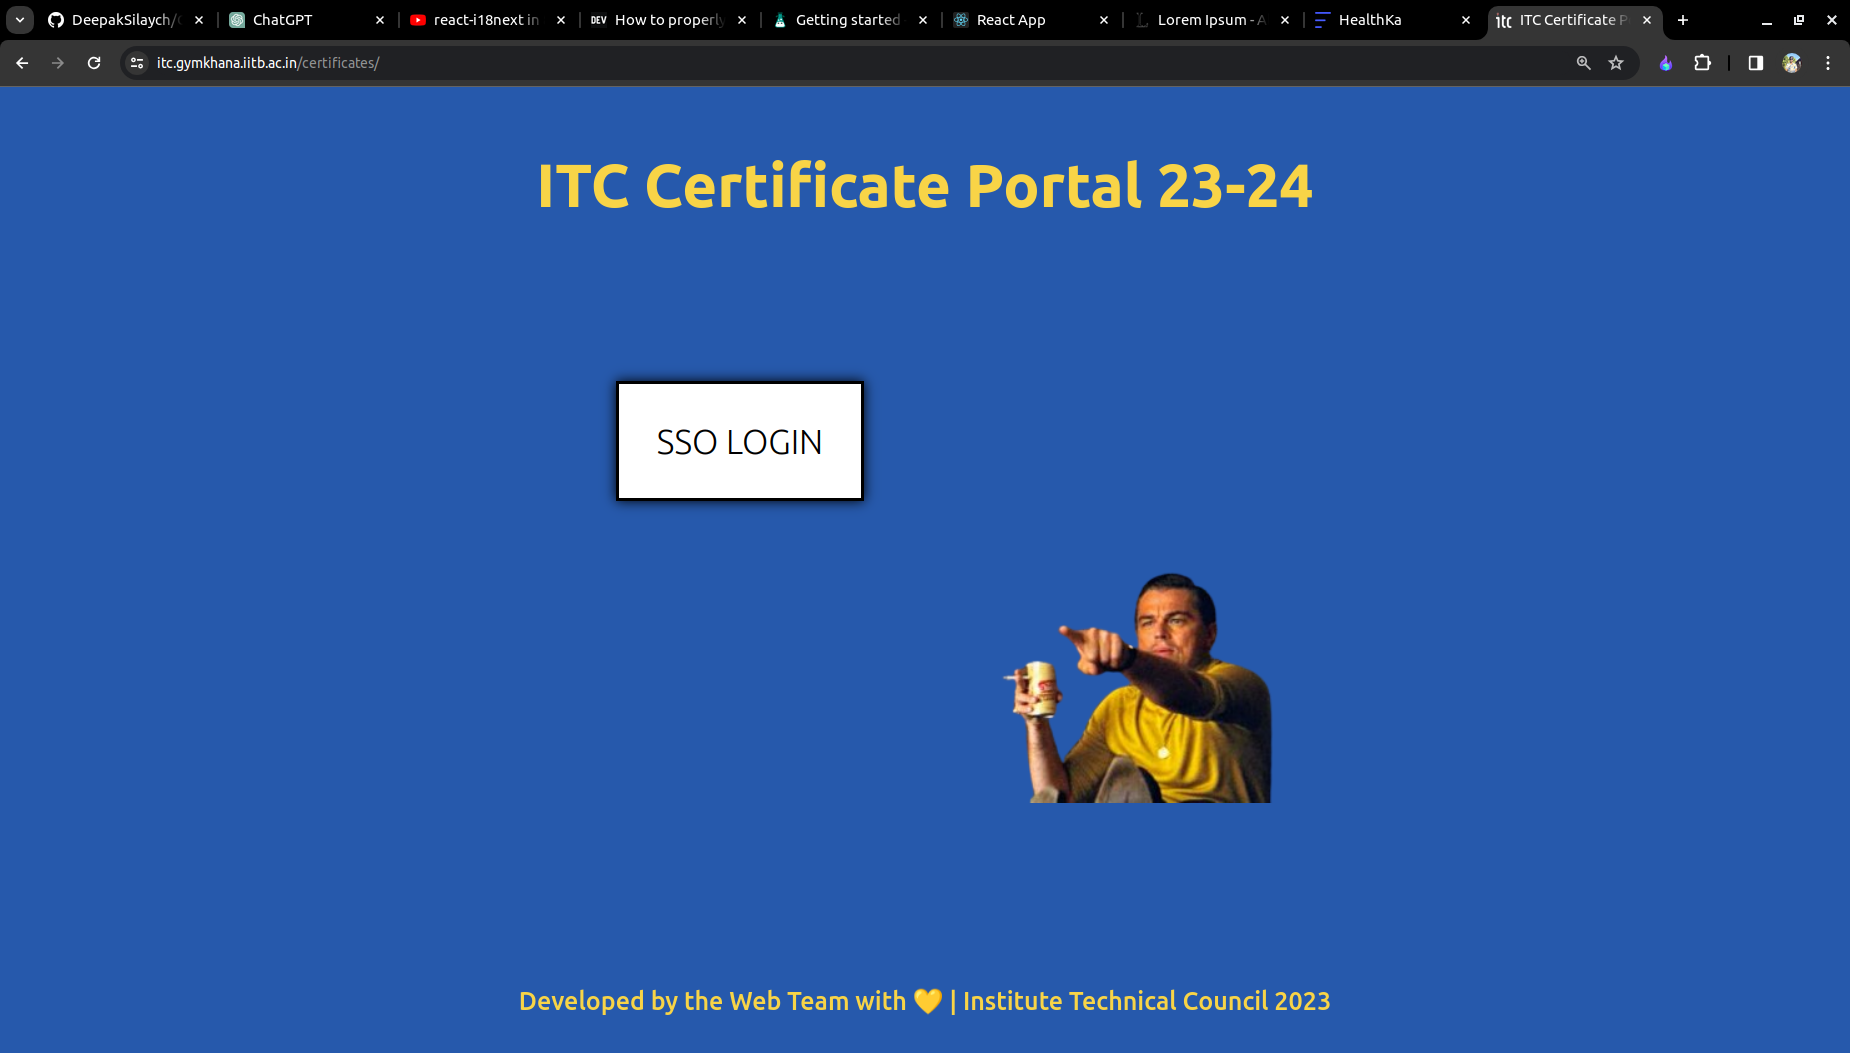 DeepakSilaych/
ChatGPT
react-i18next in
How to properly
Getting started
React App
Lorem Ipsum - A
HealthKa
ITC Certificate P
itc.gymkhana.iitb.ac.in/certificates/
ITC Certificate Portal 23-24
SSO LOGIN
Developed by the Web Team with 💛 | Institute Technical Council 2023